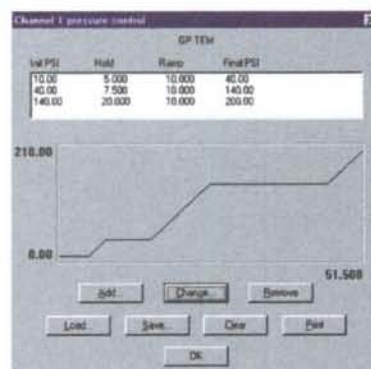 Channel 1 pressure control
GP TEM
Init PSI Hold Ramp Final PSI
10.00 5.000 10.000 40.00
40.00 7.500 10.000 140.00
140.00 20.000 10.000 200.00
210.00
0.00
51.500
Add... Change... Remove
Load... Save... Clear Print
OK